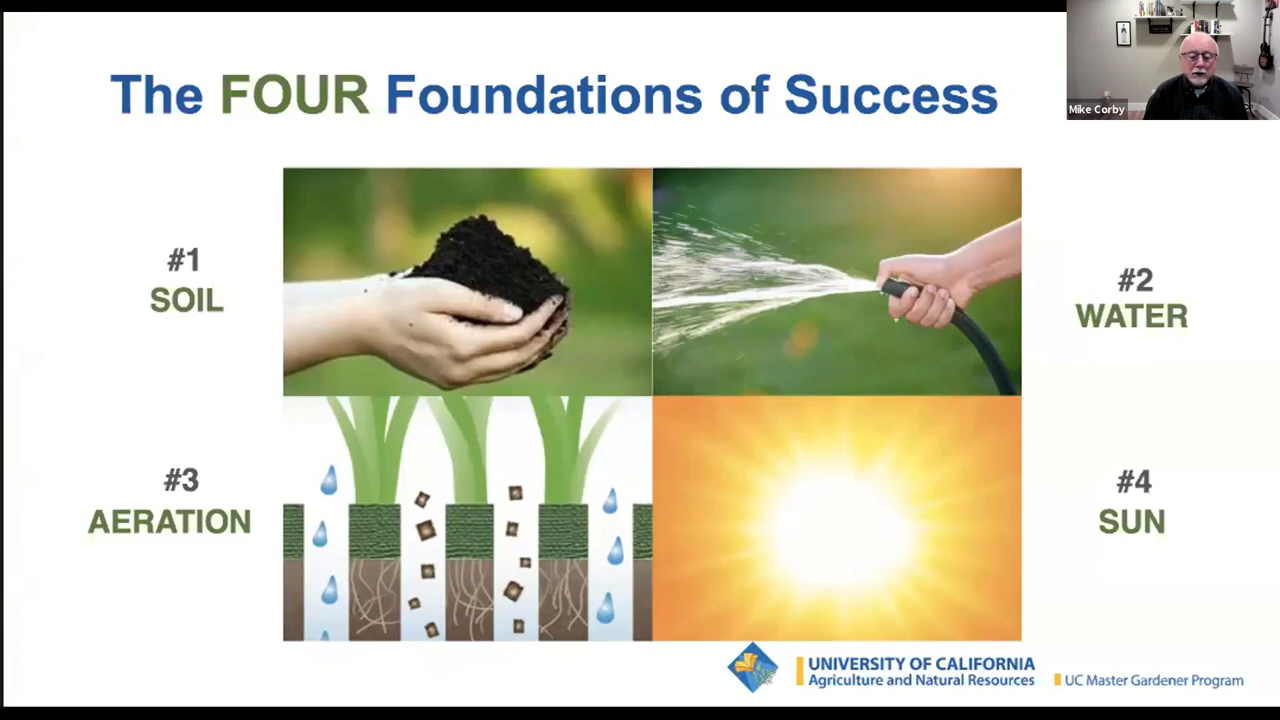 The FOUR Foundations of Success
Mike Corby
#1
SOIL
#2
WATER
#3
AERATION
#4
SUN
UNIVERSITY OF CALIFORNIA
Agriculture and Natural Resources
UC Master Gardener Program